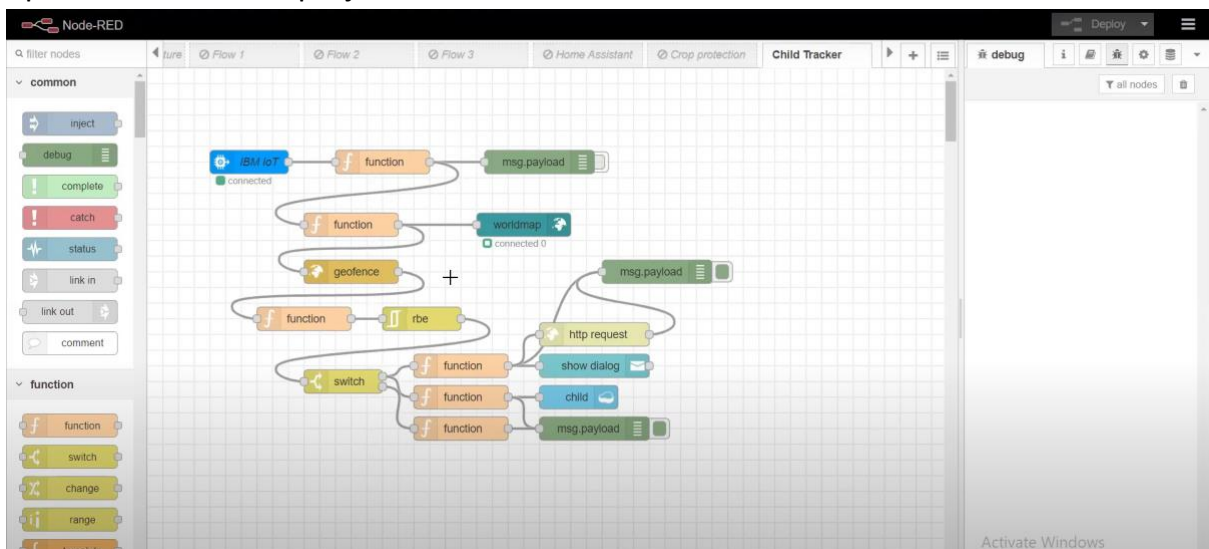 Node-RED
Deploy
filter nodes
ture
Flow 1
Flow 2
Flow 3
Home Assistant
Crop protection
Child Tracker
debug
i
all nodes
common
inject
debug
complete
catch
status
link in
link out
comment
function
function
switch
change
range
IBM IoT
connected
function
msg.payload
function
worldmap
connected 0
geofence
msg.payload
function
rbe
http request
switch
function
show dialog
function
child
function
msg.payload
Activate Windows